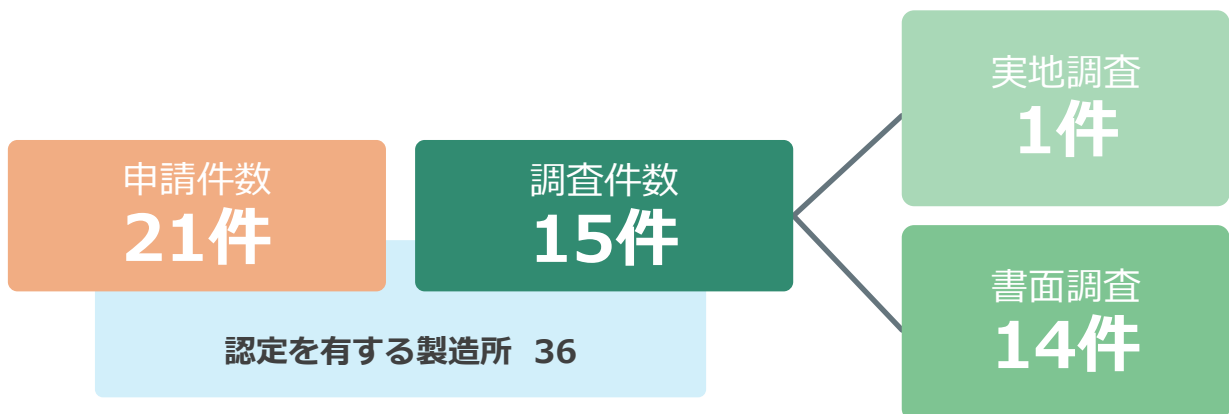 申請件数
21件
調査件数
15件
実地調査
1件
書面調査
14件
認定を有する製造所 36